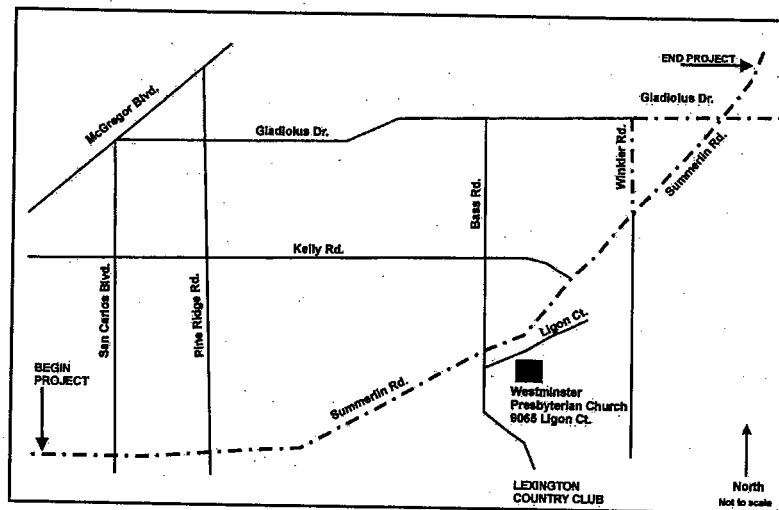 END PROJECT
McGregor Blvd.
Gladiolus Dr.
Gladiolus Dr.
Winkler Rd.
Summerlin Rd.
Bass Rd.
Kelly Rd.
San Carlos Blvd.
Pine Ridge Rd.
Ligon Ct.
BEGIN
PROJECT
Summerlin Rd.
Westminster
Presbyterian Church
9065 Ligon Ct.
LEXINGTON
COUNTRY CLUB
North
Not to scale